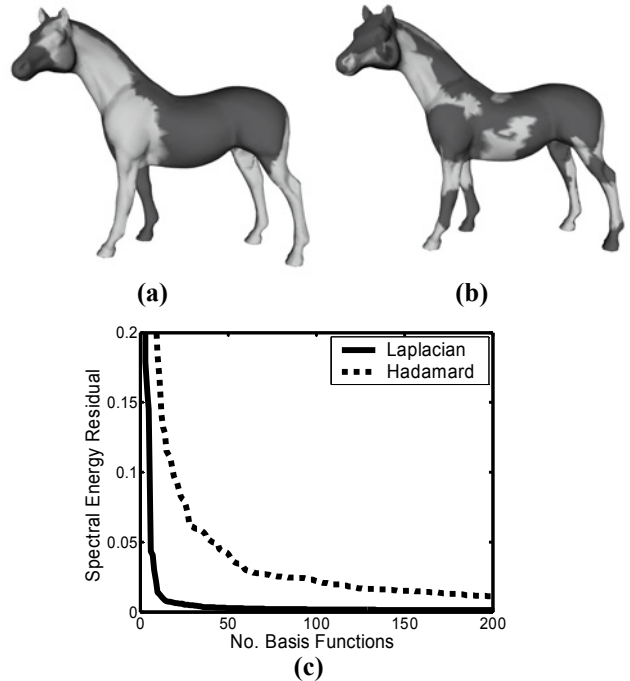 (a) (b)
Spectral Energy Residual
0.2
0.15
0.1
0.05
0
Laplacian
Hadamard
0 50 100 150 200
No. Basis Functions
(c)